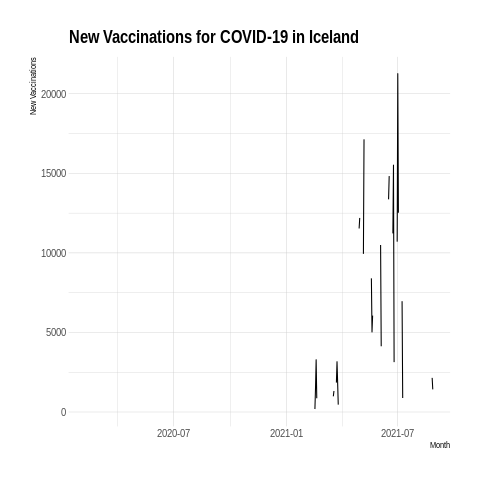 New Vaccinations for COVID-19 in Iceland
New Vaccinations
20000
15000
10000
5000
0
2020-07 2021-01 2021-07
Month